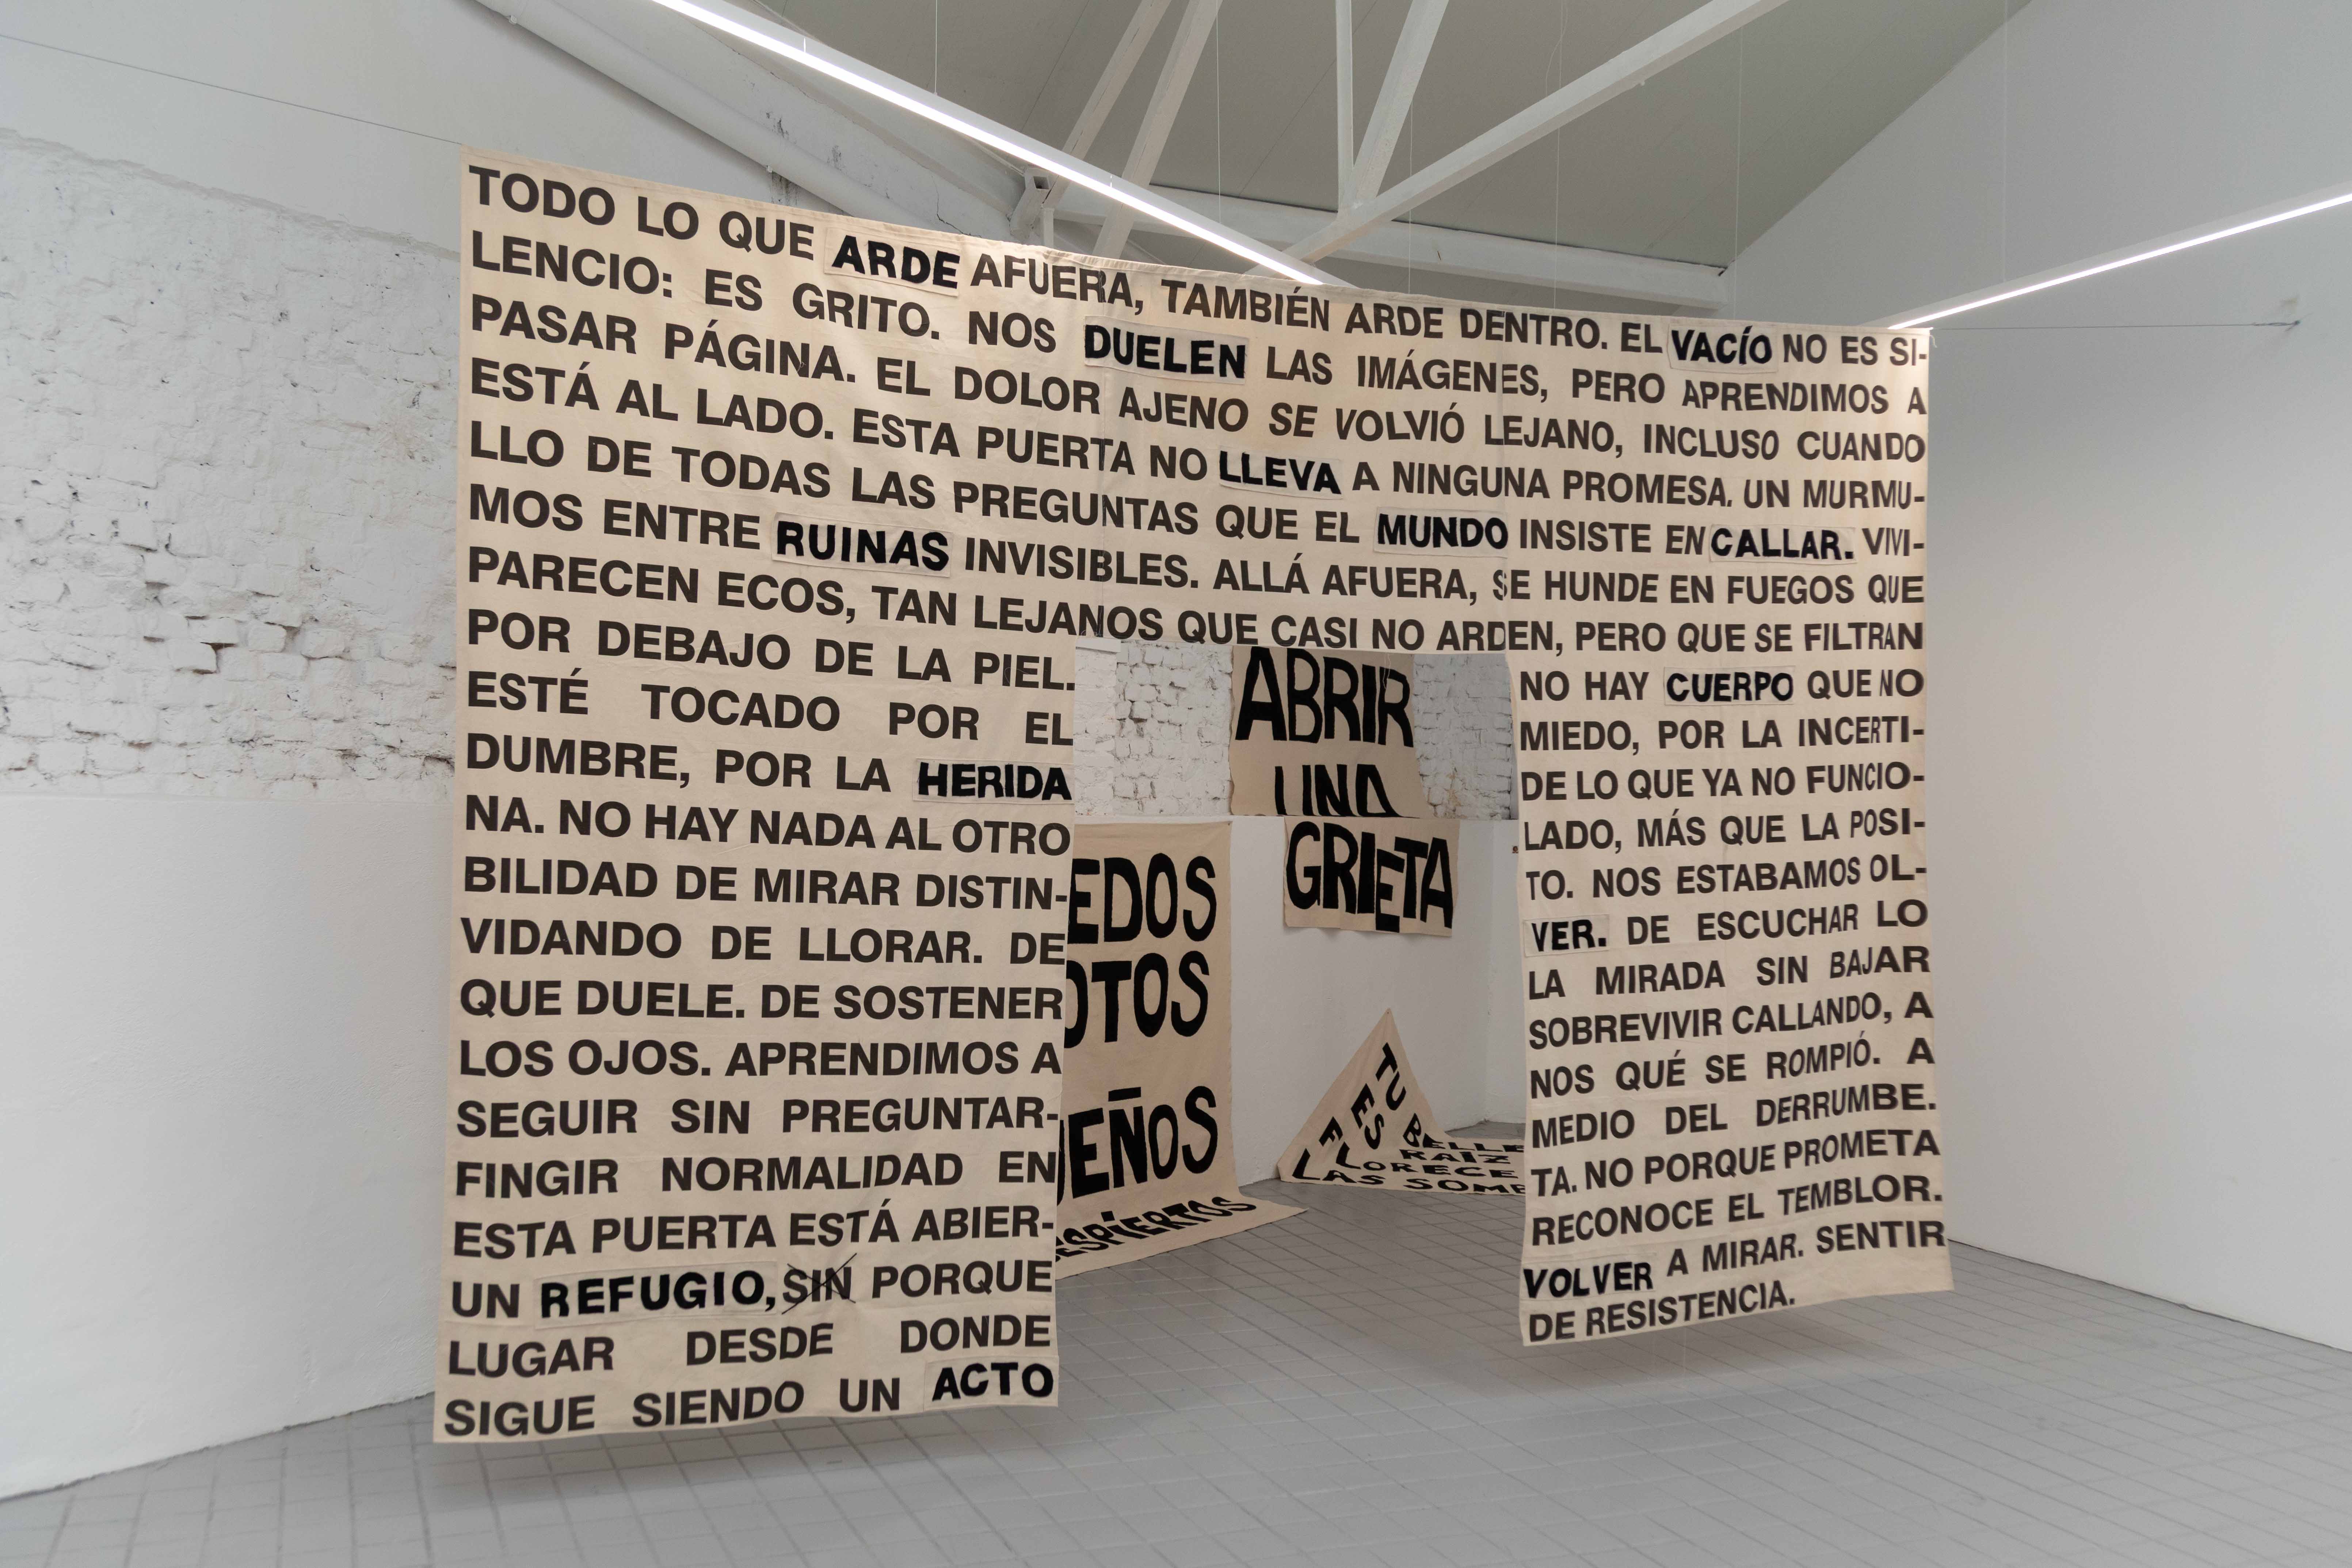 TODO LO QUE ARDE AFUERA, TAMBIÉN ARDE DENTRO. EL VACÍO NO ES SI-
LENCIO: ES GRITO. NOS DUELEN LAS IMÁGENES, PERO APRENDIMOS A
PASAR PÁGINA. EL DOLOR AJENO SE VOLVIÓ LEJANO, INCLUSO CUANDO
ESTÁ AL LADO. ESTA PUERTA NO LLEVA A NINGUNA PROMESA. UN MURMU-
LLO DE TODAS LAS PREGUNTAS QUE EL MUNDO INSISTE EN CALLAR. VIVI-
MOS ENTRE RUINAS INVISIBLES. ALLÁ AFUERA, SE HUNDE EN FUEGOS QUE
PARECEN ECOS, TAN LEJANOS QUE CASI NO ARDEN, PERO QUE SE FILTRAN
POR DEBAJO DE LA PIEL. NO HAY CUERPO QUE NO
ESTÉ TOCADO POR EL MIEDO, POR LA INCERTI-
DUMBRE, POR LA HERIDA DE LO QUE YA NO FUNCIO-
NA. NO HAY NADA AL OTRO LADO, MÁS QUE LA POSI-
BILIDAD DE MIRAR DISTIN- TO. NOS ESTABAMOS OL-
VIDANDO DE LLORAR. DE VER. DE ESCUCHAR LO
QUE DUELE. DE SOSTENER LA MIRADA SIN BAJAR
LOS OJOS. APRENDIMOS A SOBREVIVIR CALLANDO, A
SEGUIR SIN PREGUNTAR- NOS QUÉ SE ROMPIÓ. A
FINGIR NORMALIDAD EN MEDIO DEL DERRUMBE.
ESTA PUERTA ESTÁ ABIER- TA. NO PORQUE PROMETA
UN REFUGIO, SIN PORQUE RECONOCE EL TEMBLOR.
LUGAR DESDE DONDE VOLVER A MIRAR. SENTIR
SIGUE SIENDO UN ACTO DE RESISTENCIA.
ABRIR
UNA
GRIETA
EDOS
OTOS
EÑOS
ESPIERTOS
TU BELLE
ES RAIZ
FLORECE
LAS SOMB